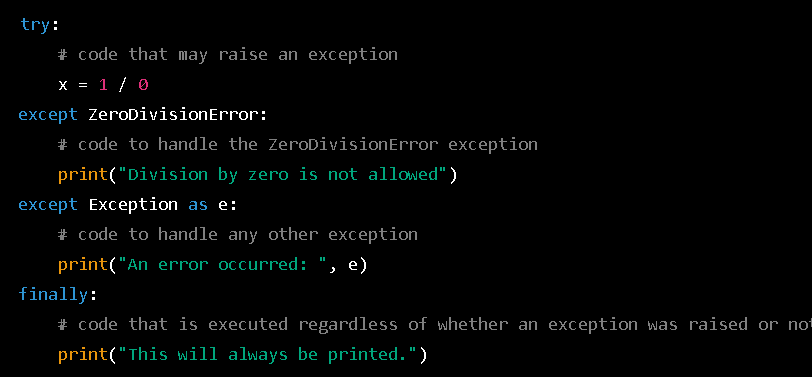 try:
    # code that may raise an exception
    x = 1 / 0
except ZeroDivisionError:
    # code to handle the ZeroDivisionError exception
    print("Division by zero is not allowed")
except Exception as e:
    # code to handle any other exception
    print("An error occurred: ", e)
finally:
    # code that is executed regardless of whether an exception was raised or not
    print("This will always be printed.")